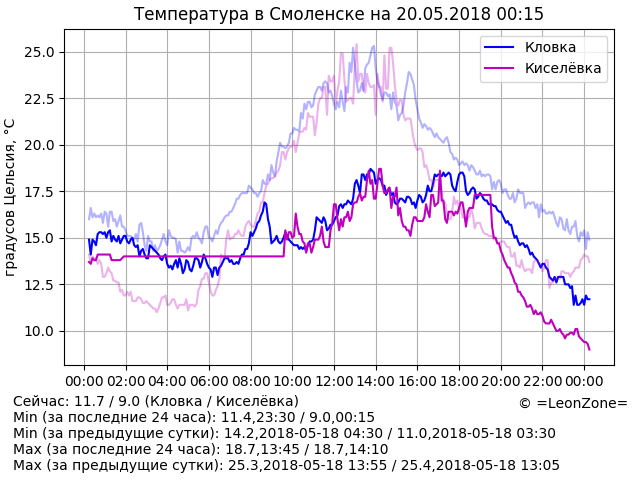 Температура в Смоленске на 20.05.2018 00:15
градусов Цельсия, °C
25.0
22.5
20.0
17.5
15.0
12.5
10.0
Кловка
Киселёвка
00:00 02:00 04:00 06:00 08:00 10:00 12:00 14:00 16:00 18:00 20:00 22:00 00:00
Сейчас: 11.7 / 9.0 (Кловка / Киселёвка)
© =LeonZone=
Min (за последние 24 часа): 11.4,23:30 / 9.0,00:15
Min (за предыдущие сутки): 14.2,2018-05-18 04:30 / 11.0,2018-05-18 03:30
Max (за последние 24 часа): 18.7,13:45 / 18.7,14:10
Max (за предыдущие сутки): 25.3,2018-05-18 13:55 / 25.4,2018-05-18 13:05